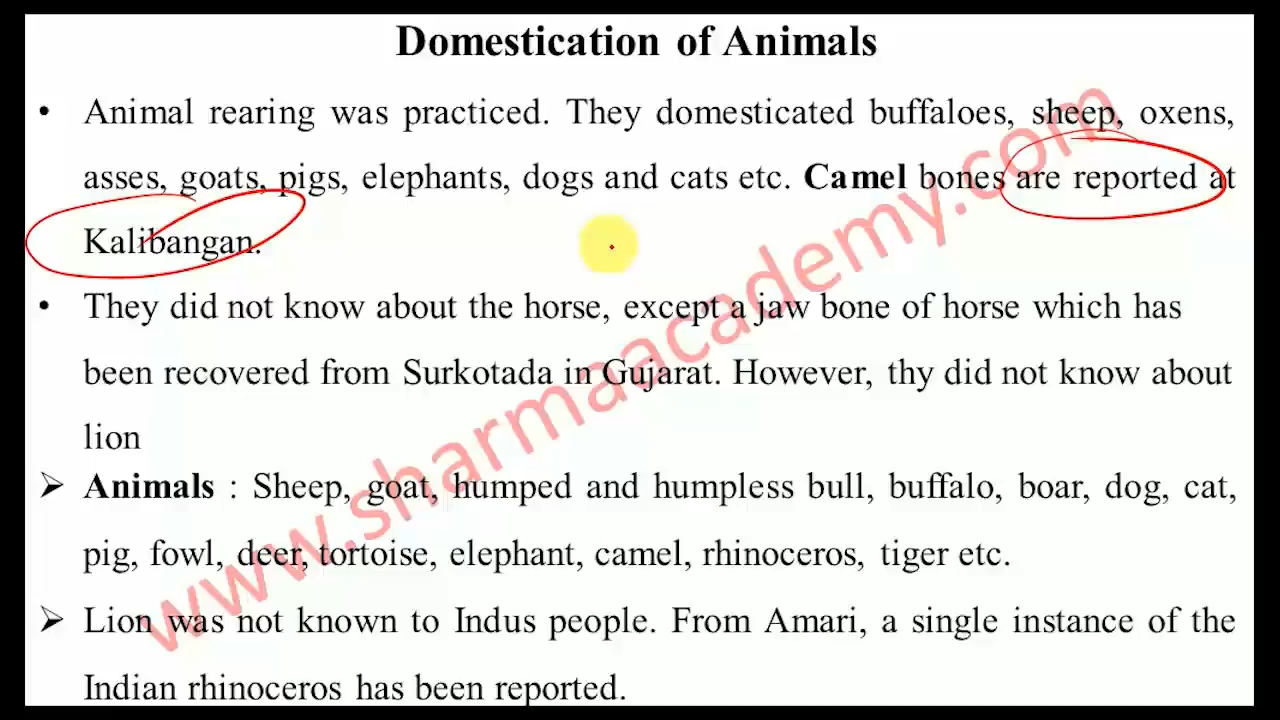 Domestication of Animals
• Animal rearing was practiced. They domesticated buffaloes, sheep, oxens,
asses, goats, pigs, elephants, dogs and cats etc. Camel bones are reported at
Kalibangan.
• They did not know about the horse, except a jaw bone of horse which has
been recovered from Surkotada in Gujarat. However, thy did not know about
lion
➢ Animals : Sheep, goat, humped and humpless bull, buffalo, boar, dog, cat,
pig, fowl, deer, tortoise, elephant, camel, rhinoceros, tiger etc.
➢ Lion was not known to Indus people. From Amari, a single instance of the
Indian rhinoceros has been reported.
www.sharmaacademy.com